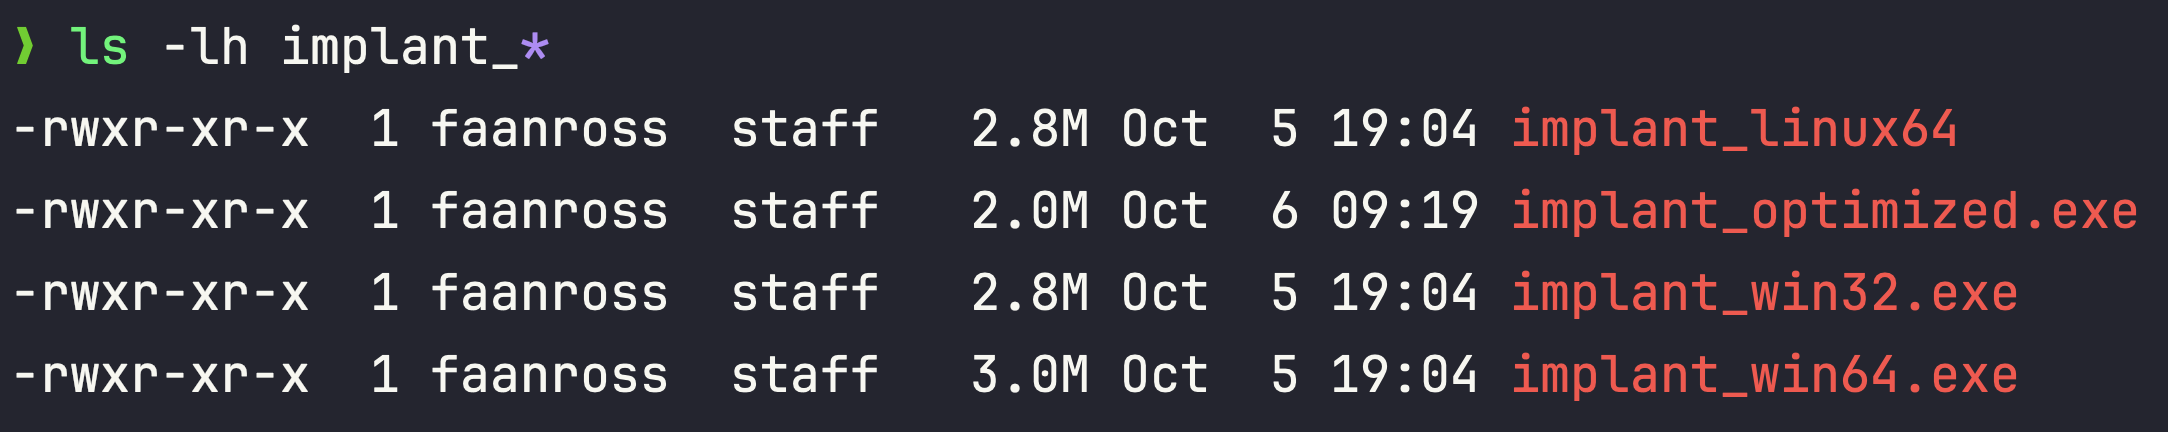 ❯ ls -lh implant_*
-rwxr-xr-x  1 faanross  staff   2.8M Oct  5 19:04 implant_linux64
-rwxr-xr-x  1 faanross  staff   2.0M Oct  6 09:19 implant_optimized.exe
-rwxr-xr-x  1 faanross  staff   2.8M Oct  5 19:04 implant_win32.exe
-rwxr-xr-x  1 faanross  staff   3.0M Oct  5 19:04 implant_win64.exe